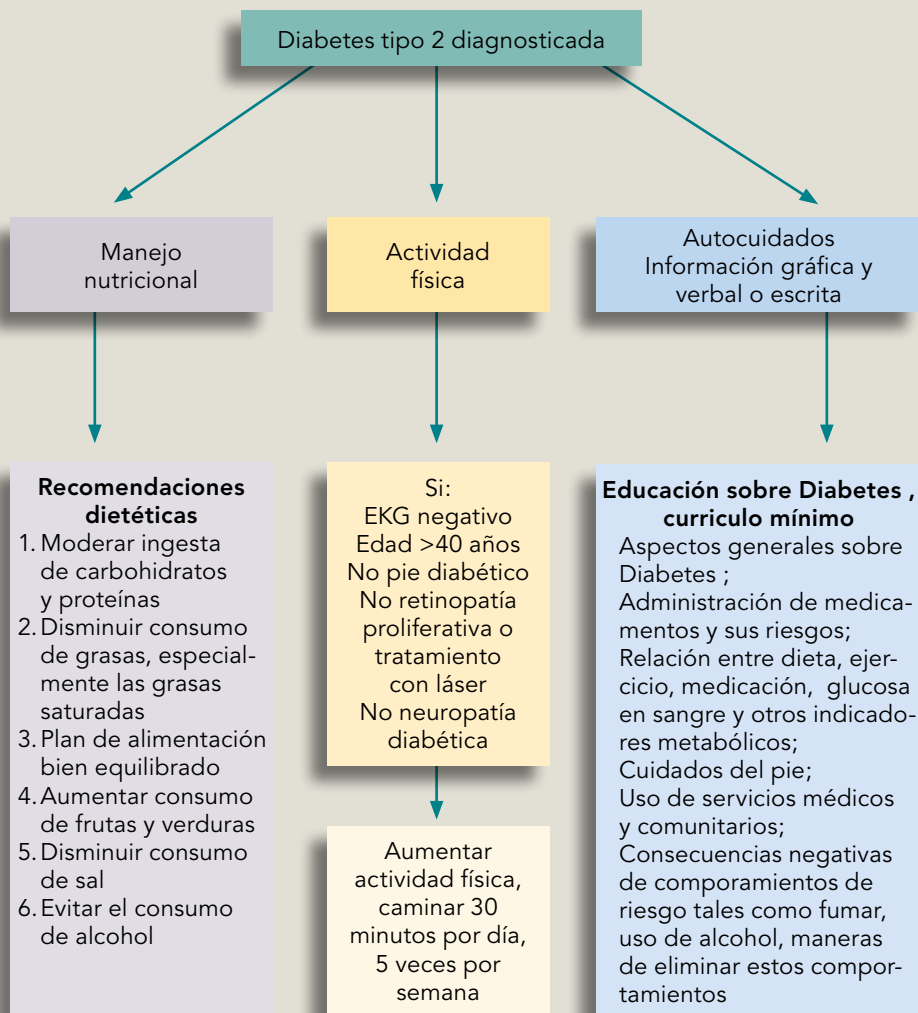 Diabetes tipo 2 diagnosticada
Manejo
nutricional
Actividad
física
Autocuidados
Información gráfica y
verbal o escrita
Recomendaciones
dietéticas
1. Moderar ingesta
de carbohidratos
y proteínas
2. Disminuir consumo
de grasas, especial-
mente las grasas
saturadas
3. Plan de alimentación
bien equilibrado
4. Aumentar consumo
de frutas y verduras
5. Disminuir consumo
de sal
6. Evitar el consumo
de alcohol
Si:
EKG negativo
Edad >40 años
No pie diabético
No retinopatía
proliferativa o
tratamiento
con láser
No neuropatía
diabética
Aumentar
actividad física,
caminar 30
minutos por día,
5 veces por
semana
Educación sobre Diabetes ,
curriculo mínimo
Aspectos generales sobre
Diabetes ;
Administración de medica-
mentos y sus riesgos;
Relación entre dieta, ejer-
cicio, medicación, glucosa
en sangre y otros indicado-
res metabólicos;
Cuidados del pie;
Uso de servicios médicos
y comunitarios;
Consecuencias negativas
de comporamientos de
riesgo tales como fumar,
uso de alcohol, maneras
de eliminar estos compor-
tamientos